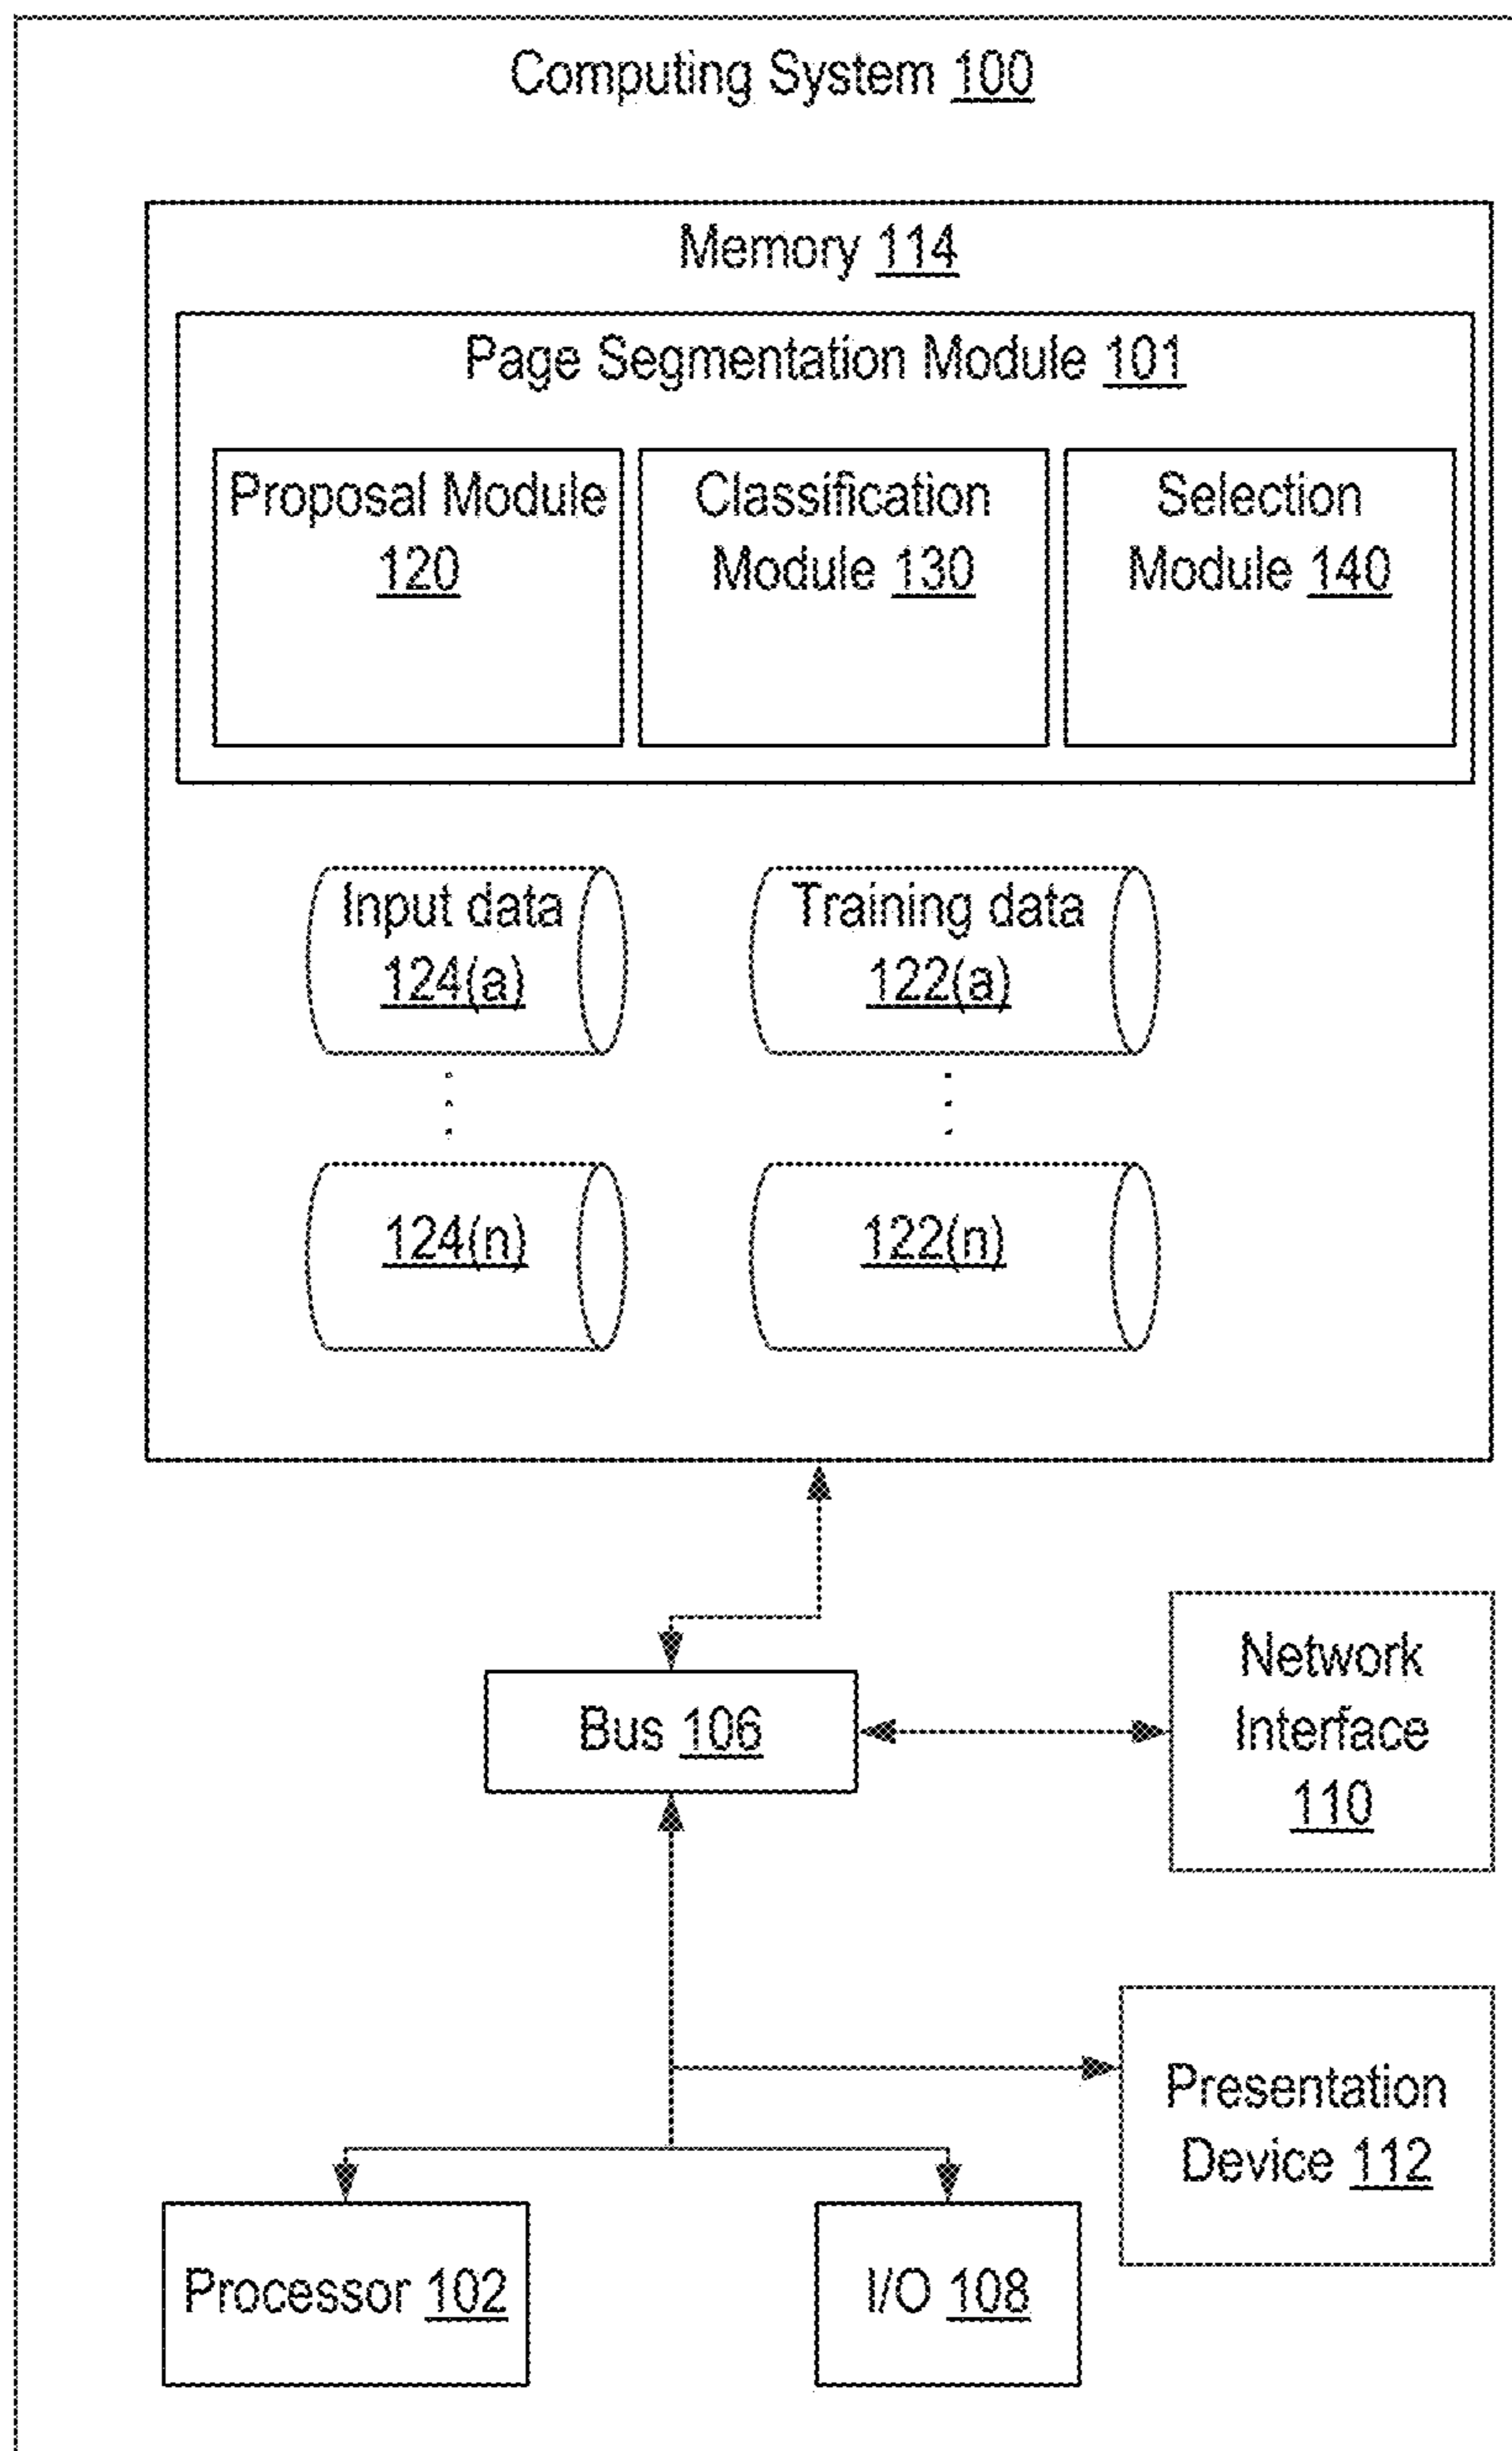 Computing System 100
Memory 114
Page Segmentation Module 101
Proposal Module
120
Classification
Module 130
Selection
Module 140
Input data
124(a)
Training data
122(a)
124(n)
122(n)
Bus 106
Network
Interface
110
Presentation
Device 112
Processor 102
I/O 108